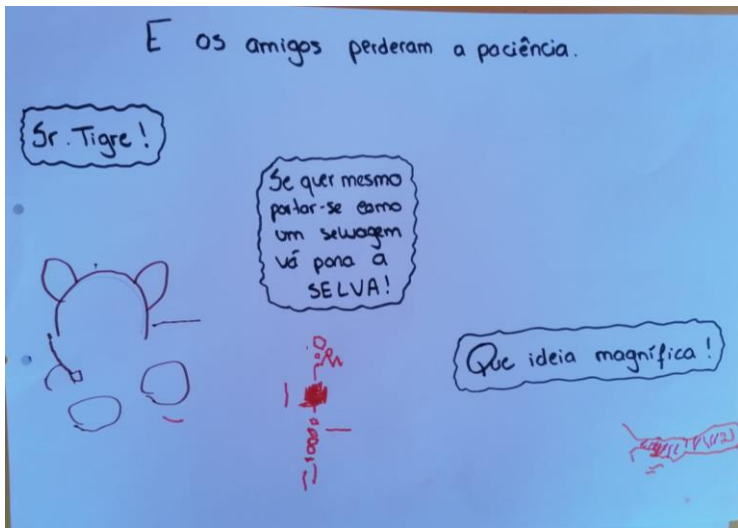 E os amigos perderam a paciência.
Sr. Tigre!
Se quer mesmo
portar-se como
um selvagem
vá para a
SELVA!
Que ideia magnífica!